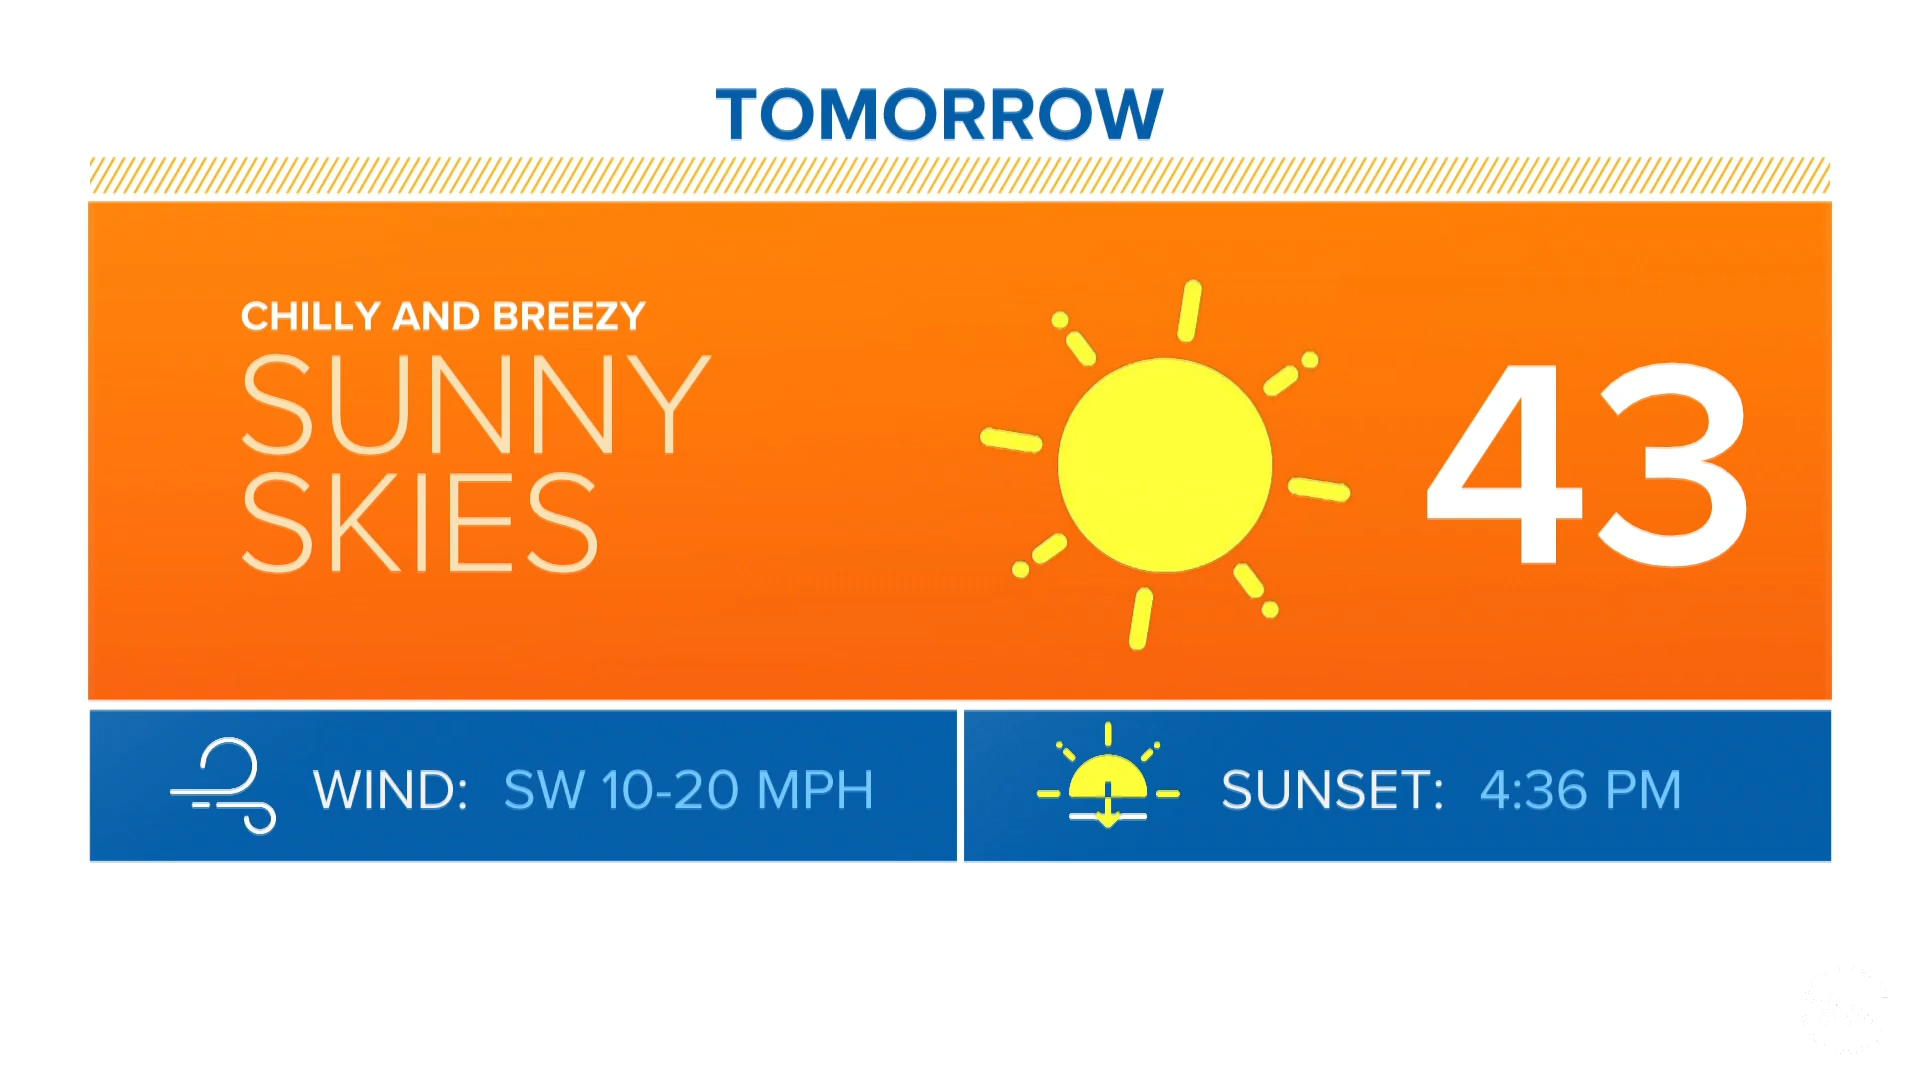 TOMORROW
CHILLY AND BREEZY
SUNNY
SKIES
43
WIND: SW 10-20 MPH
SUNSET: 4:36 PM